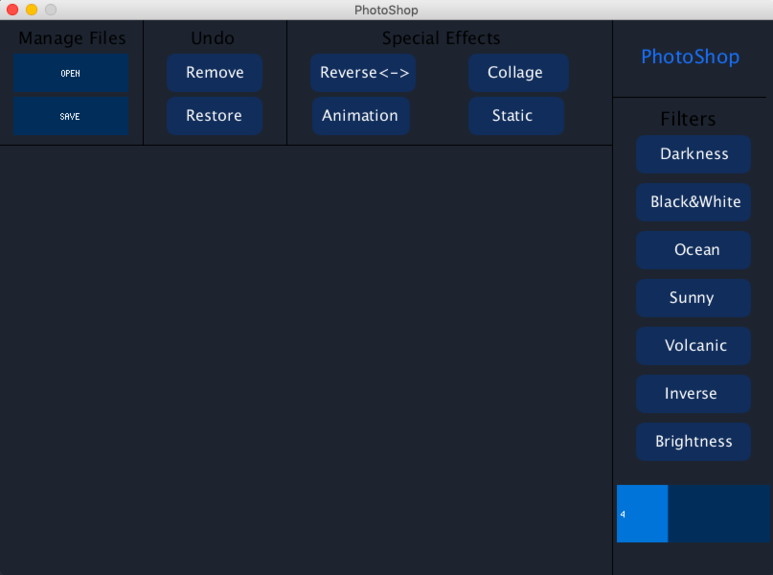 PhotoShop
Manage Files
Undo
Special Effects
PhotoShop
OPEN
Remove
Reverse<->
Collage
SAVE
Restore
Animation
Static
Filters
Darkness
Black&White
Ocean
Sunny
Volcanic
Inverse
Brightness
4